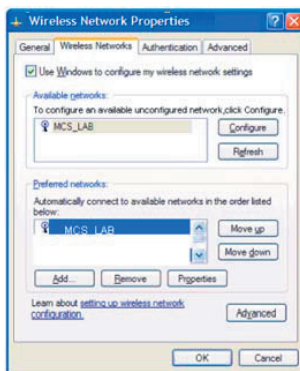 Wireless Network Properties
General
Wireless Networks
Authentication
Advanced
Use Windows to configure my wireless network settings
Available networks:
To configure an available unconfigured network,click Configure.
MCS_LAB
Configure
Refresh
Preferred networks:
Automatically connect to available networks in the order listed
below:
MCS_LAB
Move up
Move down
Add...
Remove
Properties
Learn about setting up wireless network
configuration.
Advanced
OK
Cancel